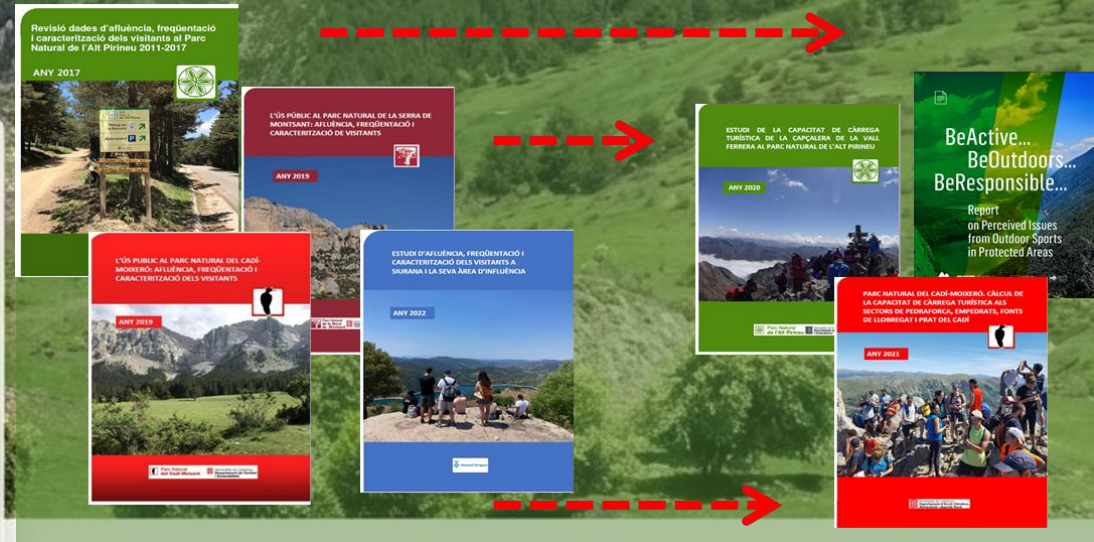 Revisió dades d'afluència, freqüentació
i caracterització dels visitants al Parc
Natural de l'Alt Pirineu 2011-2017
ANY 2017
L'ÚS PÚBLIC AL PARC NATURAL DE LA SERRA DE
MONTSANT: AFLUÈNCIA, FREQÜENTACIÓ I
CARACTERITZACIÓ DE VISITANTS
ANY 2019
L'ÚS PUBLIC AL PARC NATURAL DEL CADÍ-
MOIXERÓ: AFLUÈNCIA, FREQÜENTACIÓ I
CARACTERITZACIÓ DELS VISITANTS
ANY 2019
Parc Natural
del Cadí-Moixeró
ESTUDI D'AFLUÈNCIA, FREQÜENTACIÓ I
CARACTERITZACIÓ DELS VISITANTS A
SIURANA I LA SEVA ÀREA D'INFLUÈNCIA
ANY 2022
ESTUDI DE LA CAPACITAT DE CÀRREGA
TURÍSTICA DE LA CAPÇALERA DE LA VALL
FERRERA AL PARC NATURAL DE L'ALT PIRINEU
ANY 2020
Parc Natural
de l'Alt Pirineu
BeActive...
BeOutdoors...
BeResponsible...
Report
on Perceived Issues
from Outdoor Sports
in Protected Areas
PARC NATURAL DEL CADÍ-MOIXERÓ. CÀLCUL DE
LA CAPACITAT DE CÀRREGA TURÍSTICA ALS
SECTORS DE PEDRAFORCA, EMPEDRATS, FONTS
DE LLOBREGAT I PRAT DEL CADÍ
ANY 2021